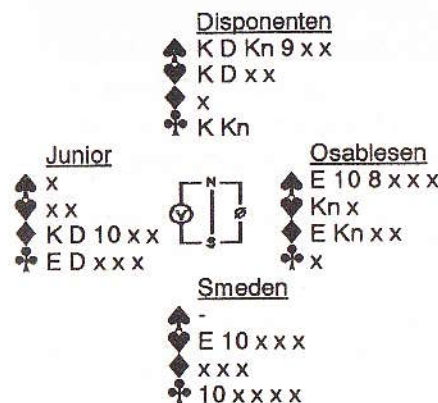 Disponenten
♠ K D Kn 9 x x
♥ K D x x
♦ x
♣ K Kn
Junior
♠ x
♥ x x
♦ K D 10 x x
♣ E D x x x
N
V Ø
S
Osablesen
♠ E 10 8 x x x
♥ Kn x
♦ E Kn x x
♣ x
Smeden
♠ -
♥ E 10 x x x
♦ x x x
♣ 10 x x x x